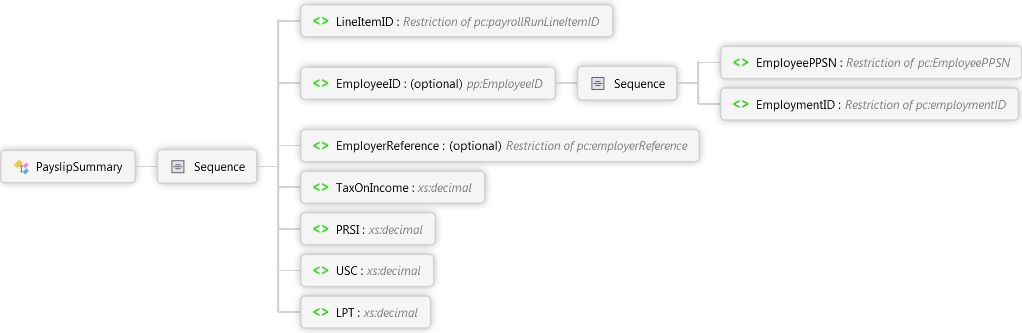 LineItemID : Restriction of pc:payrollRunLineItemID
EmployeeID : (optional) pp:EmployeeID
Sequence
EmployeePPSN : Restriction of pc:EmployeePPSN
EmploymentID : Restriction of pc:employmentID
EmployerReference : (optional) Restriction of pc:employerReference
PayslipSummary
Sequence
TaxOnIncome : xs:decimal
PRSI : xs:decimal
USC : xs:decimal
LPT : xs:decimal